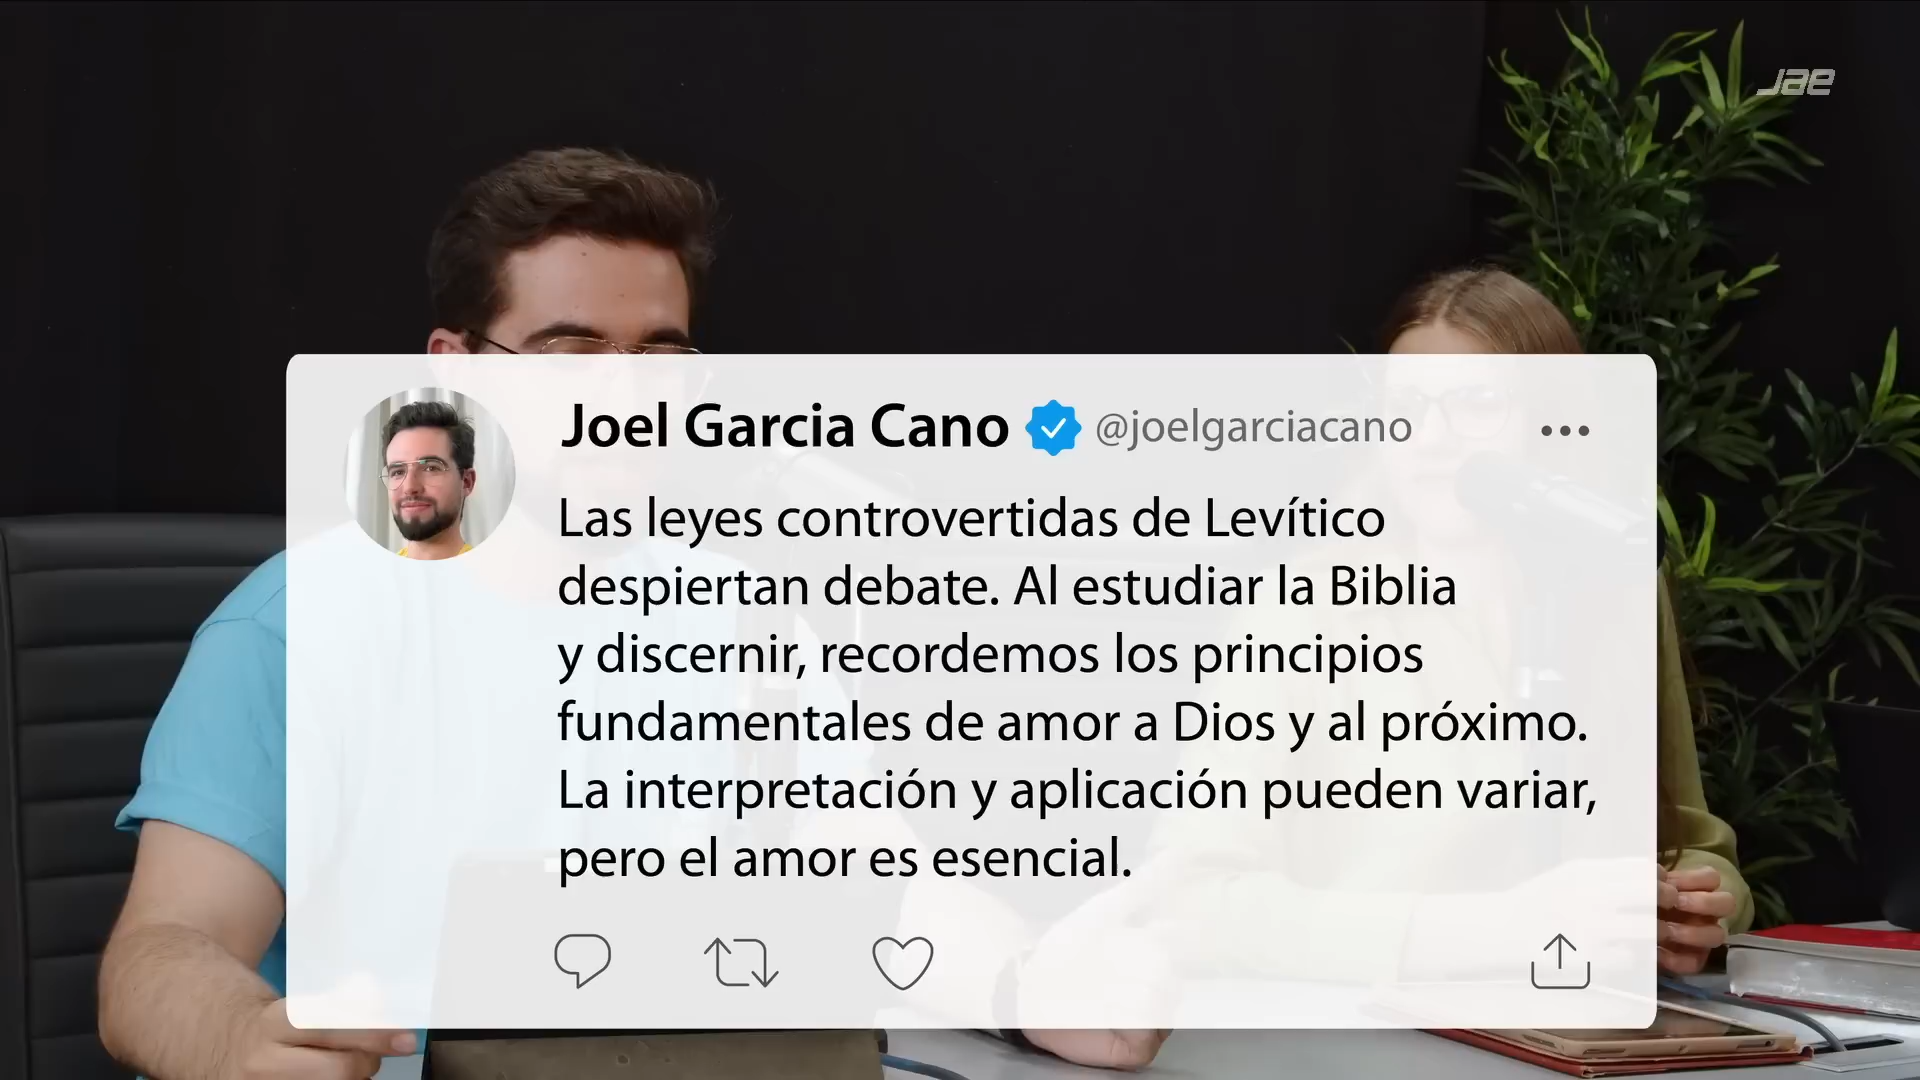 Jae
Joel Garcia Cano @joelgarciacano
Las leyes controvertidas de Levítico
despiertan debate. Al estudiar la Biblia
y discernir, recordemos los principios
fundamentales de amor a Dios y al próximo.
La interpretación y aplicación pueden variar,
pero el amor es esencial.